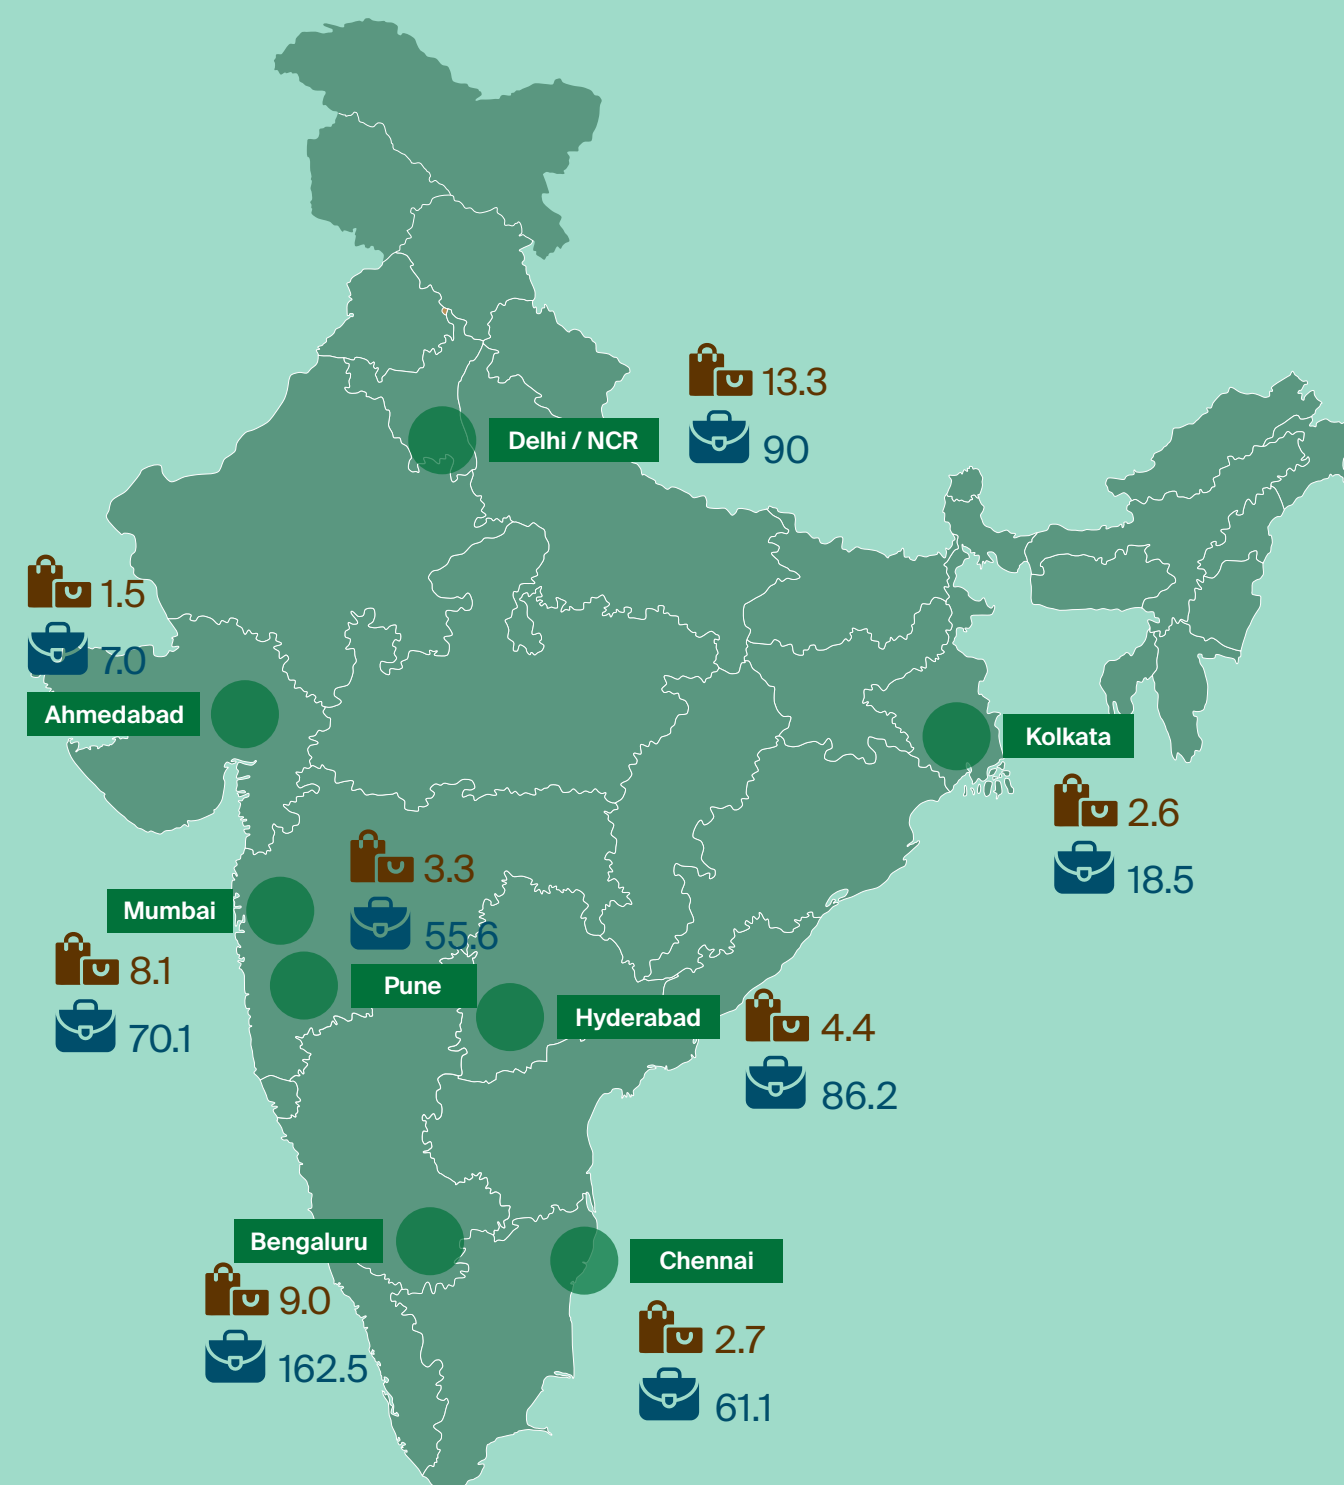 13.3
Delhi / NCR
90
1.5
7.0
Ahmedabad
Kolkata
2.6
18.5
3.3
55.6
Mumbai
8.1
70.1
Pune
Hyderabad
4.4
86.2
Bengaluru
9.0
162.5
Chennai
2.7
61.1